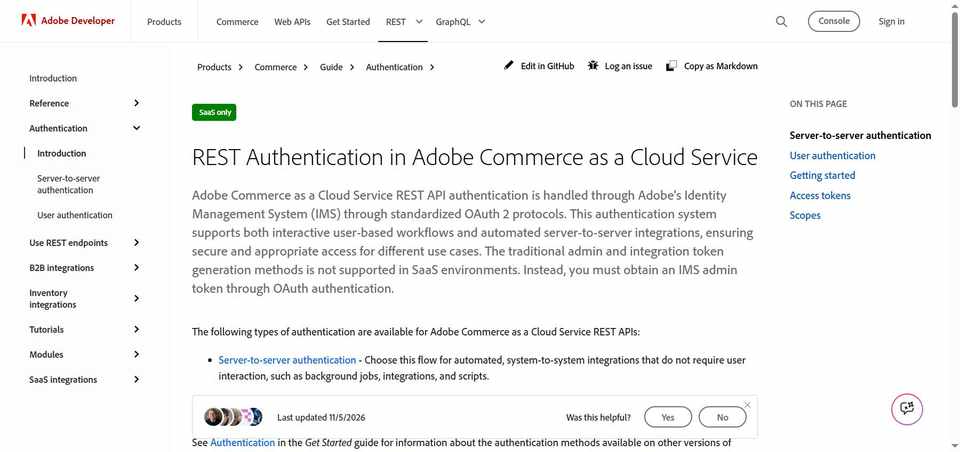 Adobe Developer
Products
Commerce
Web APIs
Get Started
REST
GraphQL
Console
Sign in
Introduction
Reference
Authentication
Introduction
Server-to-server
authentication
User authentication
Use REST endpoints
B2B integrations
Inventory
integrations
Tutorials
Modules
SaaS integrations
Products
Commerce
Guide
Authentication
Edit in GitHub
Log an issue
Copy as Markdown
SaaS only
REST Authentication in Adobe Commerce as a Cloud Service
Adobe Commerce as a Cloud Service REST API authentication is handled through Adobe's Identity
Management System (IMS) through standardized OAuth 2 protocols. This authentication system
supports both interactive user-based workflows and automated server-to-server integrations, ensuring
secure and appropriate access for different use cases. The traditional admin and integration token
generation methods is not supported in SaaS environments. Instead, you must obtain an IMS admin
token through OAuth authentication.
The following types of authentication are available for Adobe Commerce as a Cloud Service REST APIs:
• Server-to-server authentication - Choose this flow for automated, system-to-system integrations that do not require user
interaction, such as background jobs, integrations, and scripts.
Last updated 11/5/2026
Was this helpful?
Yes
No
See Authentication in the Get Started guide for information about the authentication methods available on other versions of
ON THIS PAGE
Server-to-server authentication
User authentication
Getting started
Access tokens
Scopes